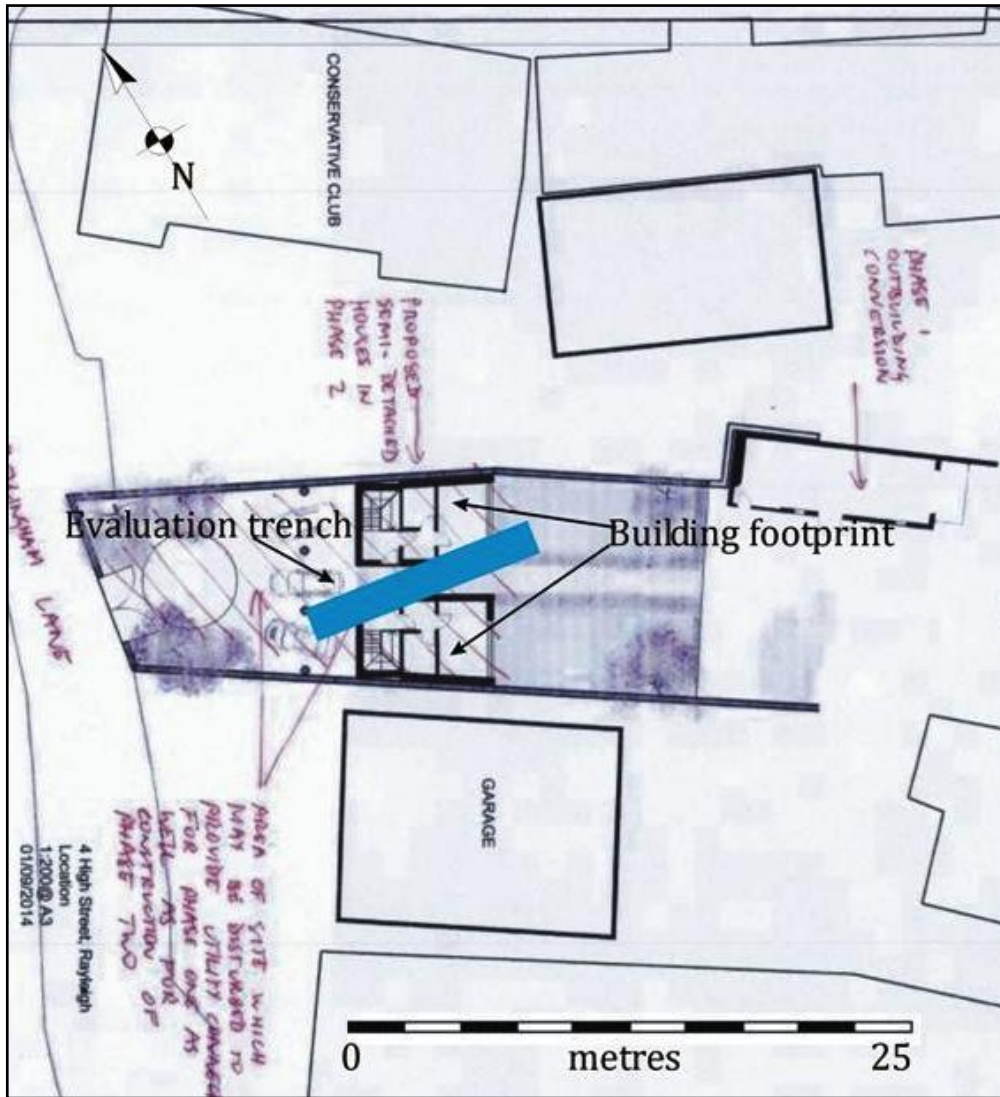 N
CONSERVATIVE CLUB
PHASE 1
OUTBUILDING
CONVERSION
PROPOSED
SEMI-DETACHED
HOUSES IN
PHASE 2
Evaluation trench
Building footprint
LANE
GARAGE
AREA OF SITE WHICH
MAY BE DISTURBED TO
PROVIDE UTILITY
FOR PHASE ONE AS
WELL AS FOR
CONSTRUCTION OF
PHASE TWO
4 High Street, Rayleigh
Location
1:200@ A3
01/09/2014
0 metres 25